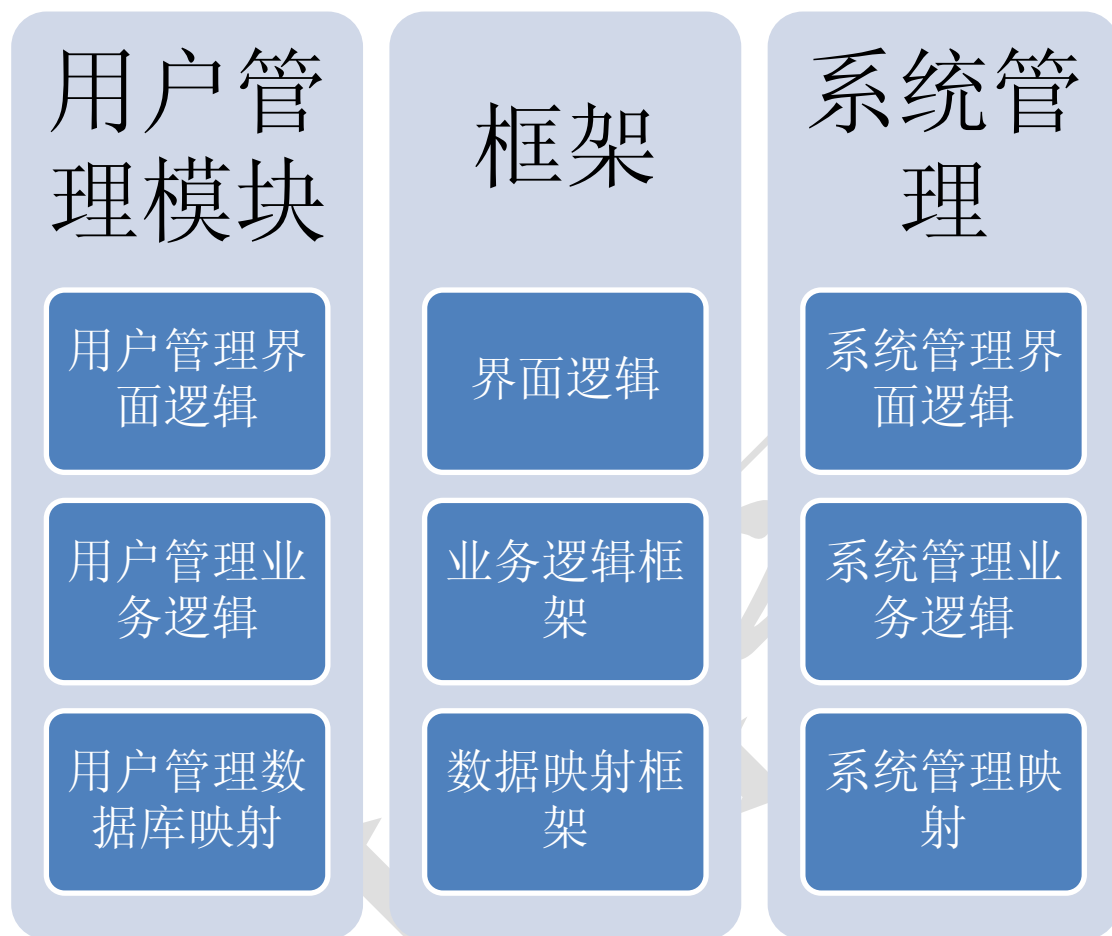 用户管
理模块
用户管理界
面逻辑
用户管理业
务逻辑
用户管理数
据库映射
框架
界面逻辑
业务逻辑框
架
数据映射框
架
系统管
理
系统管理界
面逻辑
系统管理业
务逻辑
系统管理映
射